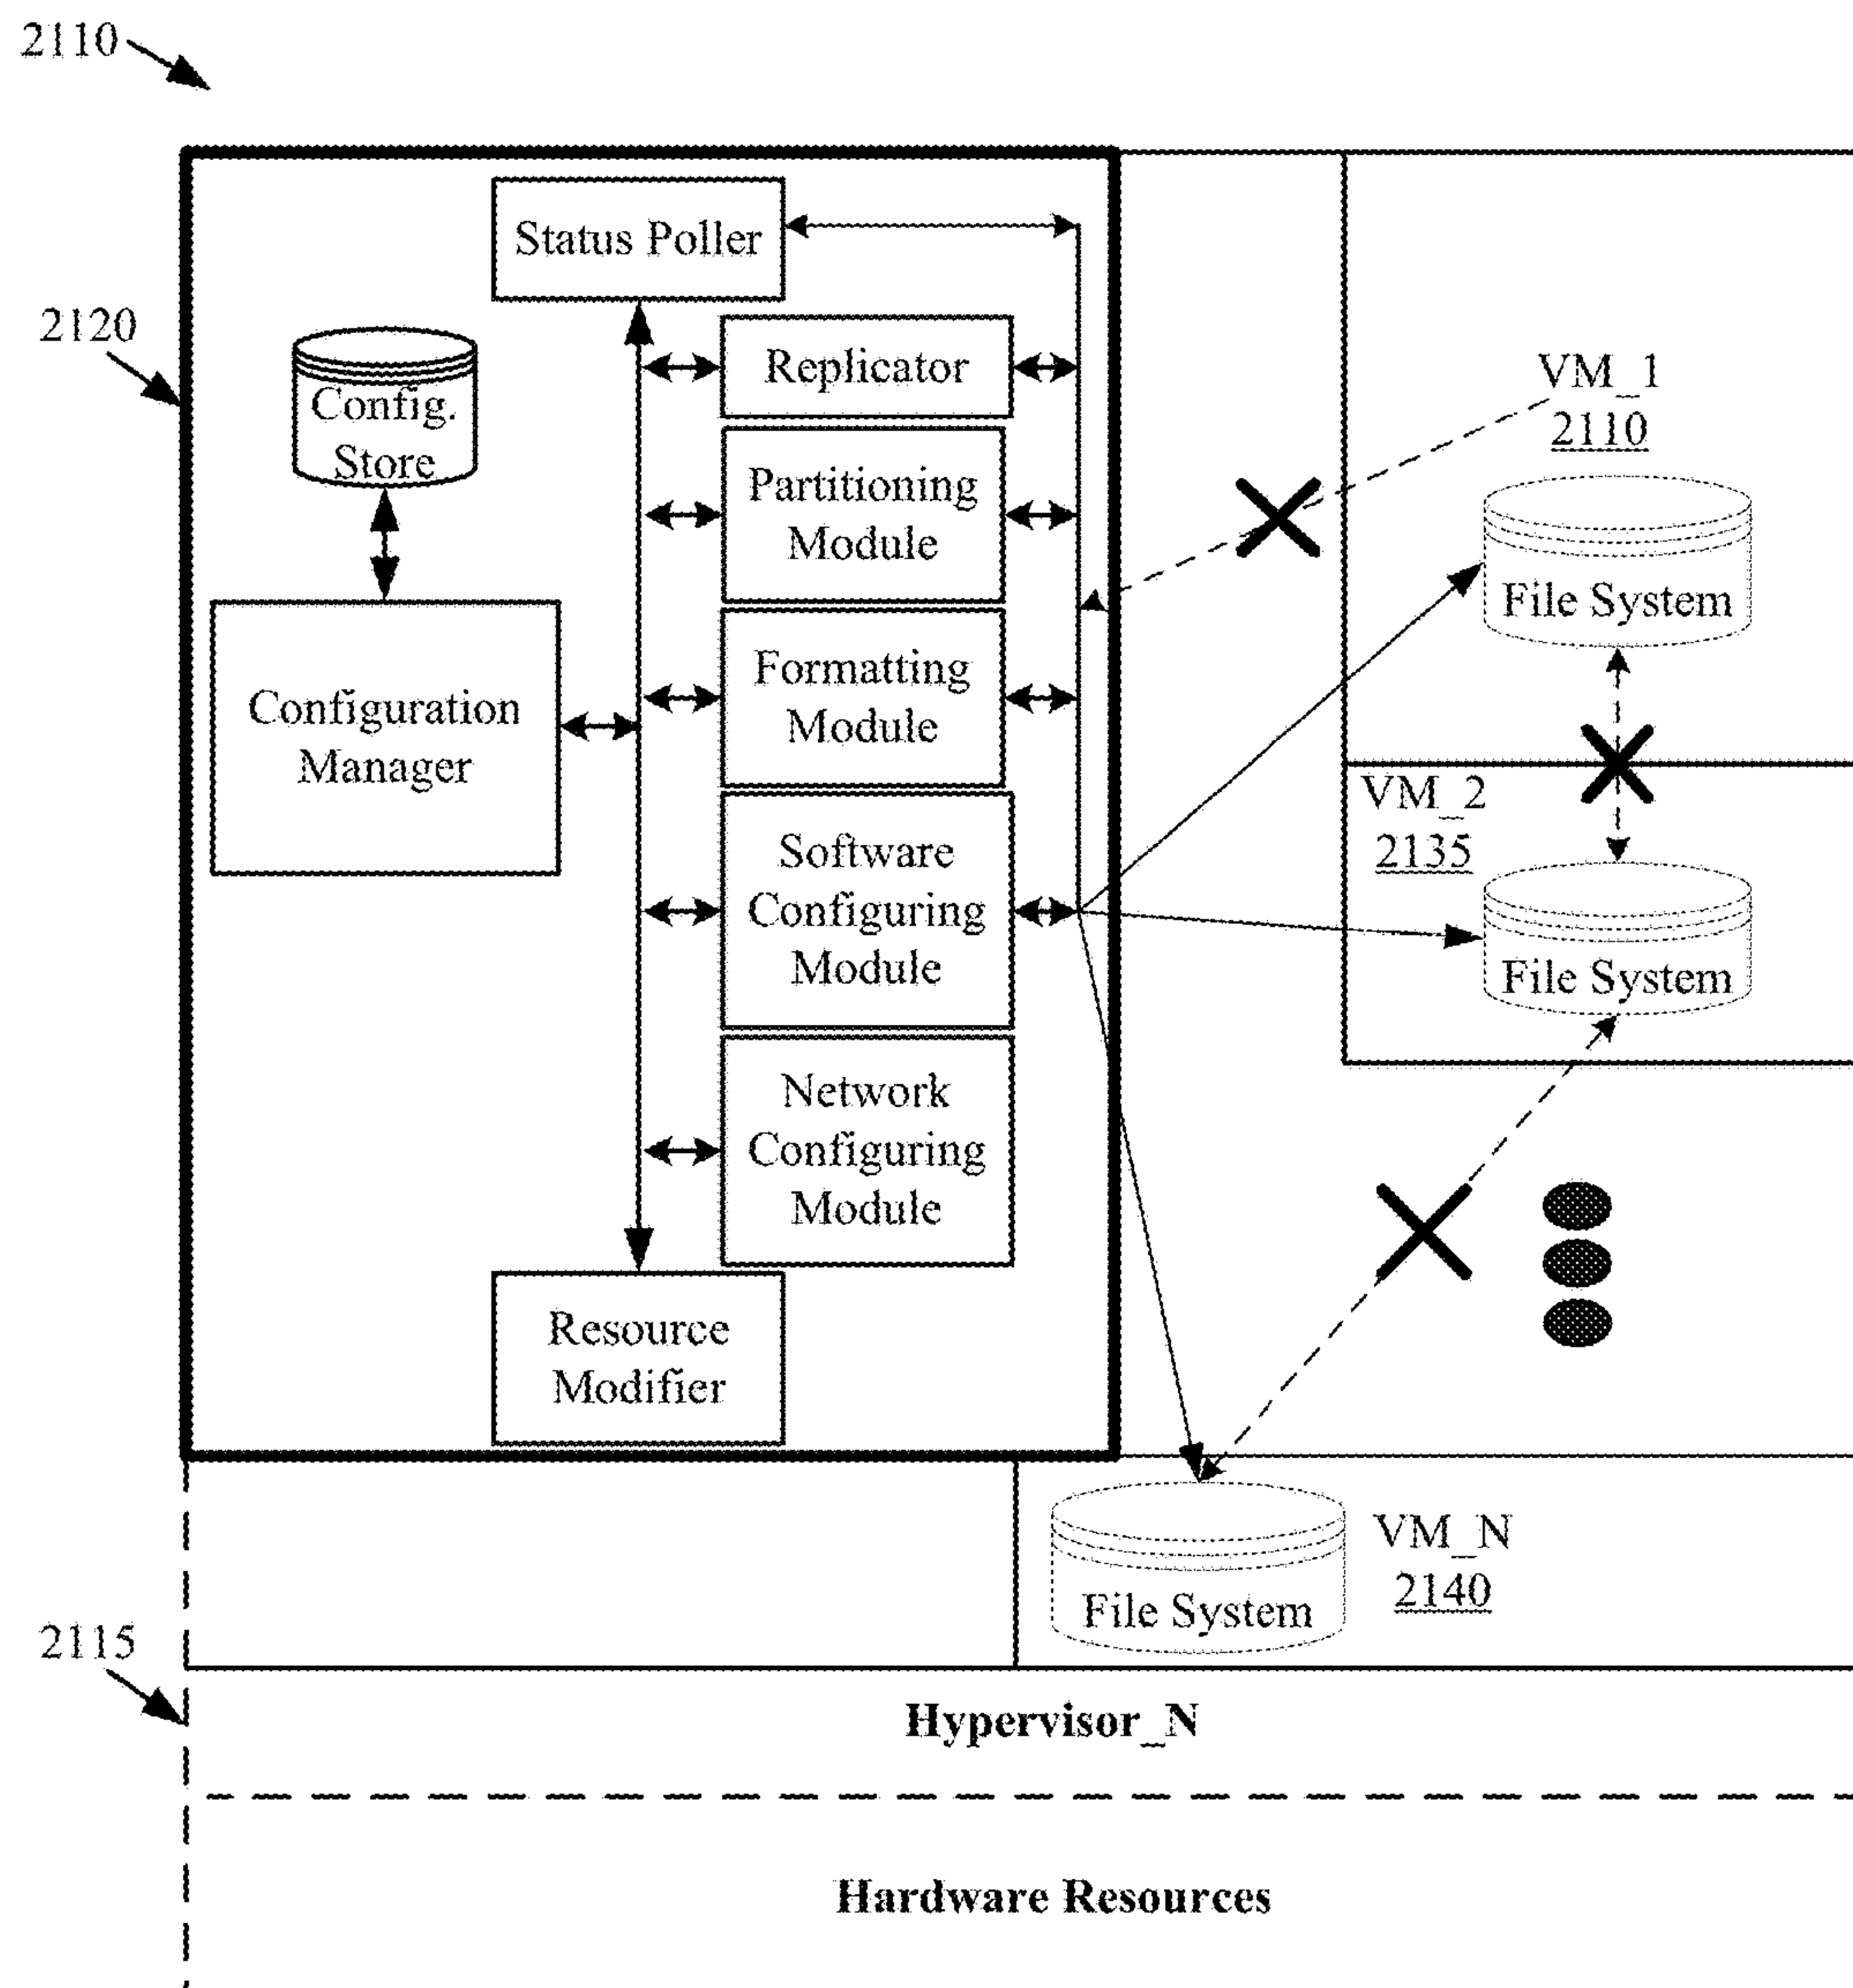 2110
Status Poller
2120
Config.
Store
Replicator
VM_1
2110
Partitioning
Module
File System
Configuration
Manager
Formatting
Module
VM_2
2135
Software
Configuring
Module
File System
Network
Configuring
Module
Resource
Modifier
VM_N
2140
File System
2115
Hypervisor_N
Hardware Resources